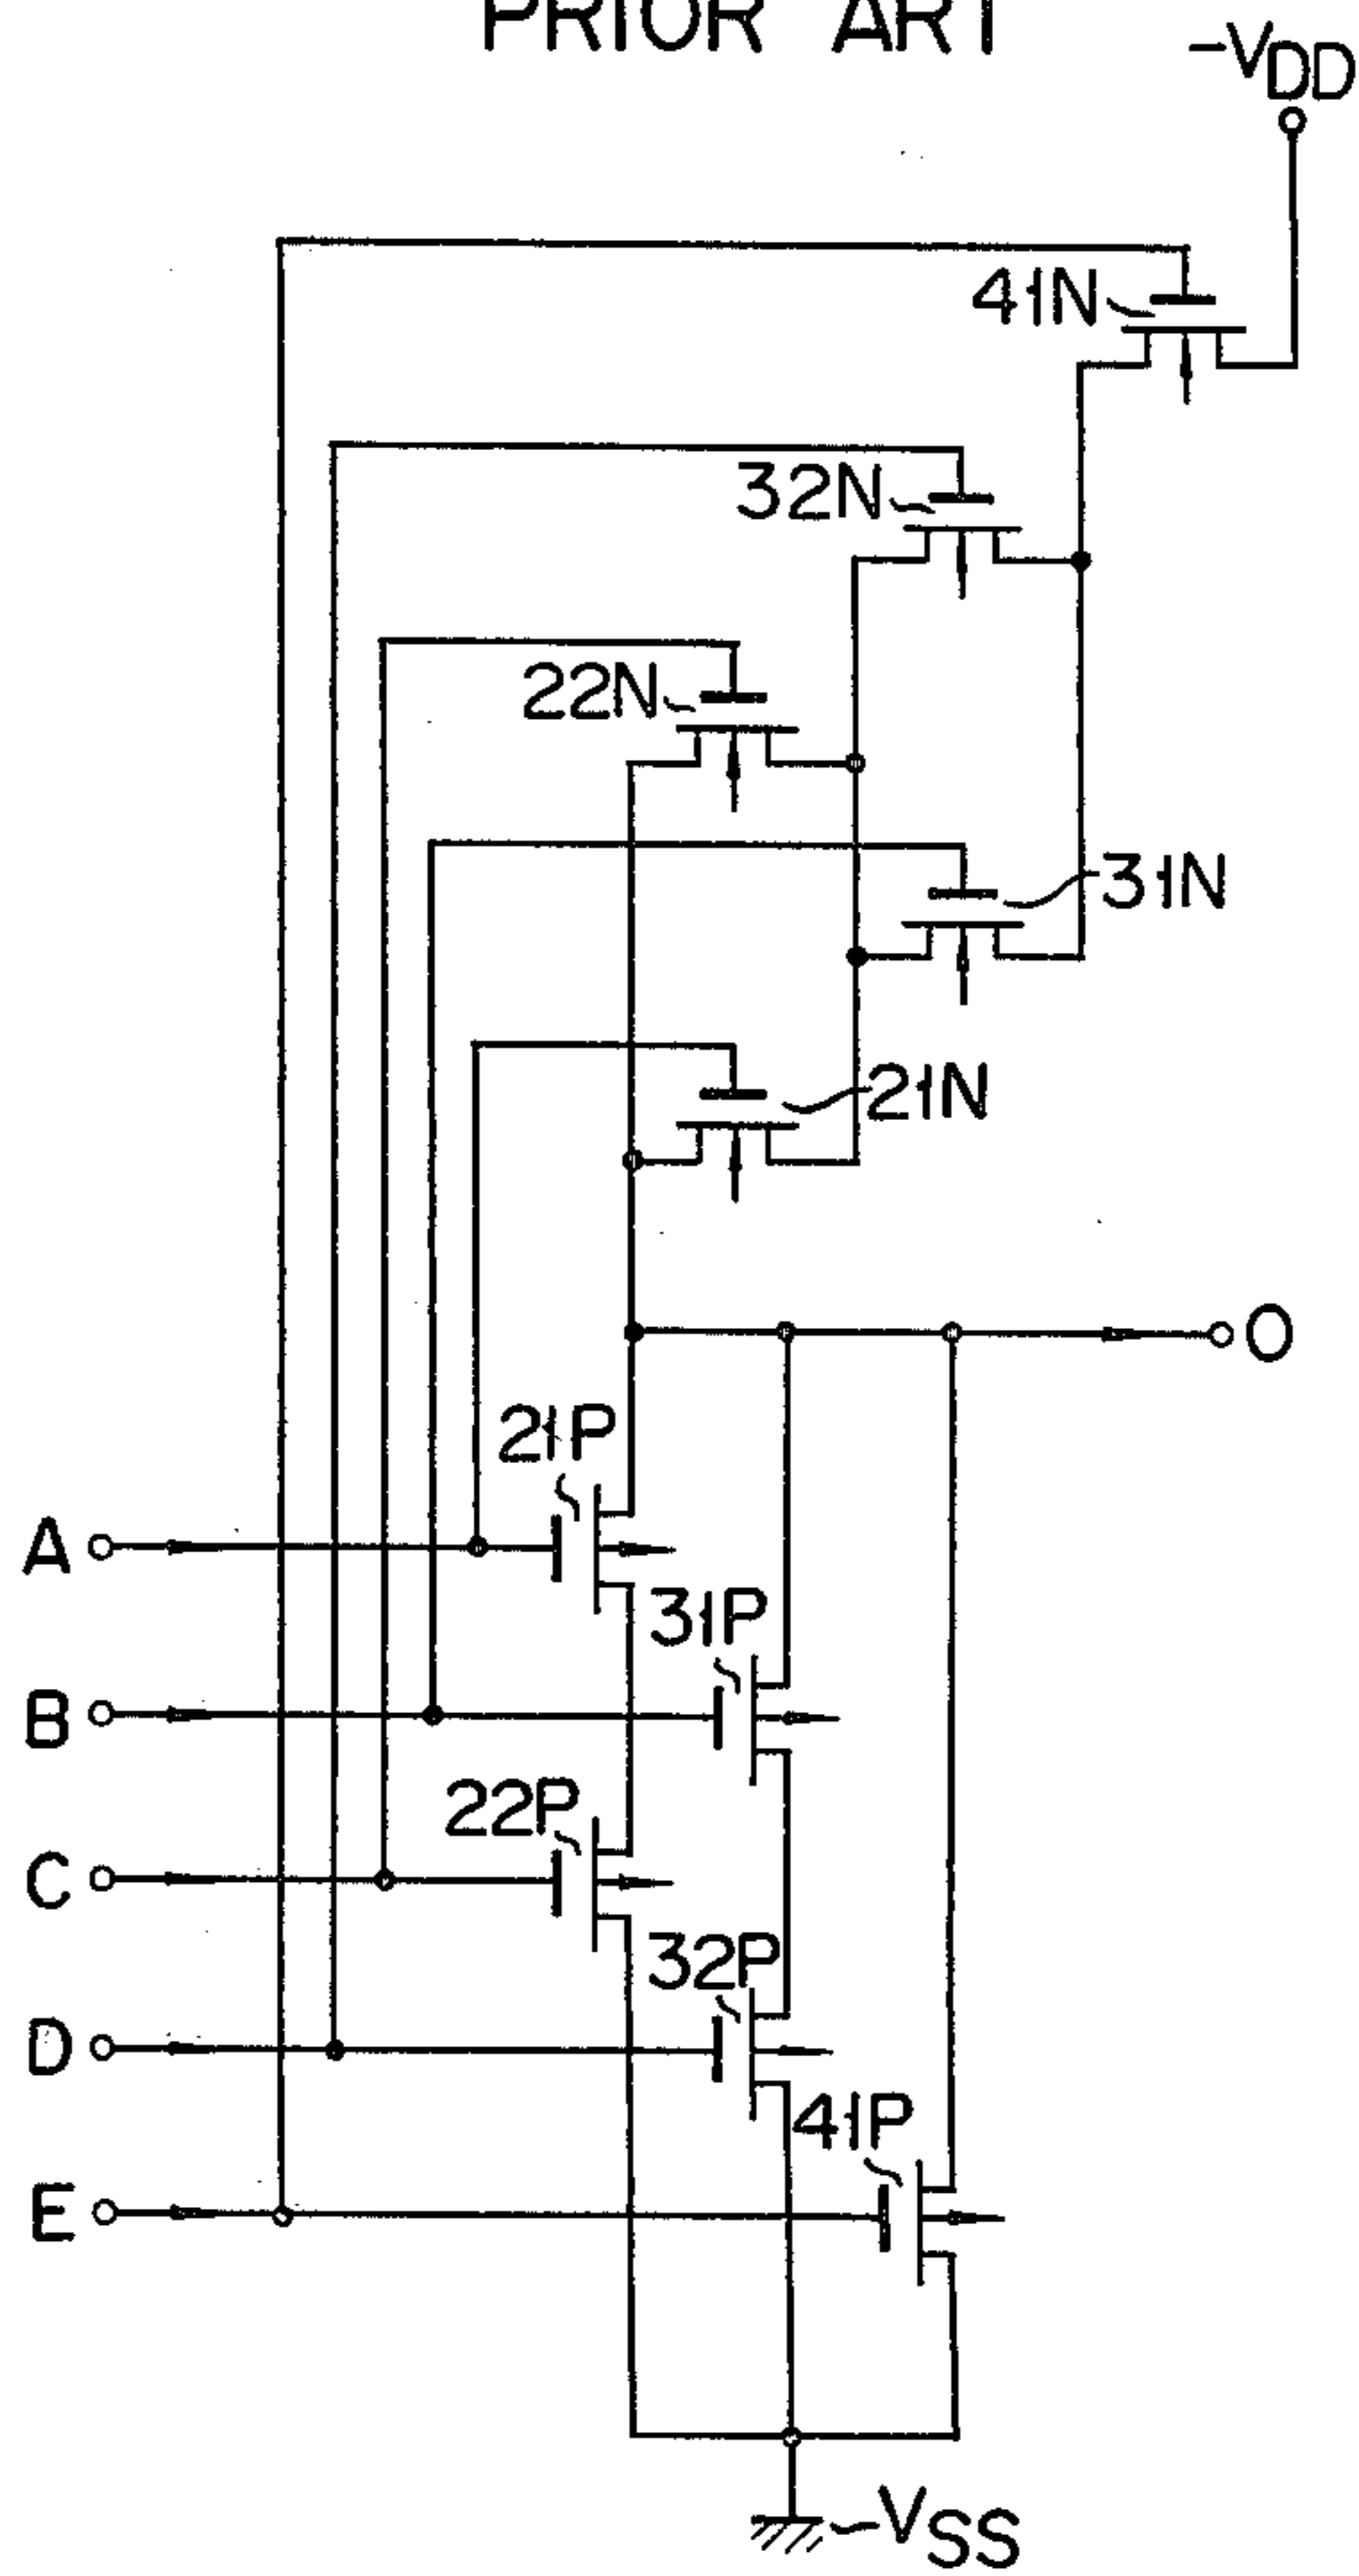 PRIOR ART
-VDD
41N
32N
22N
31N
21N
O
21P
A
31P
B
22P
C
32P
D
41P
E
VSS